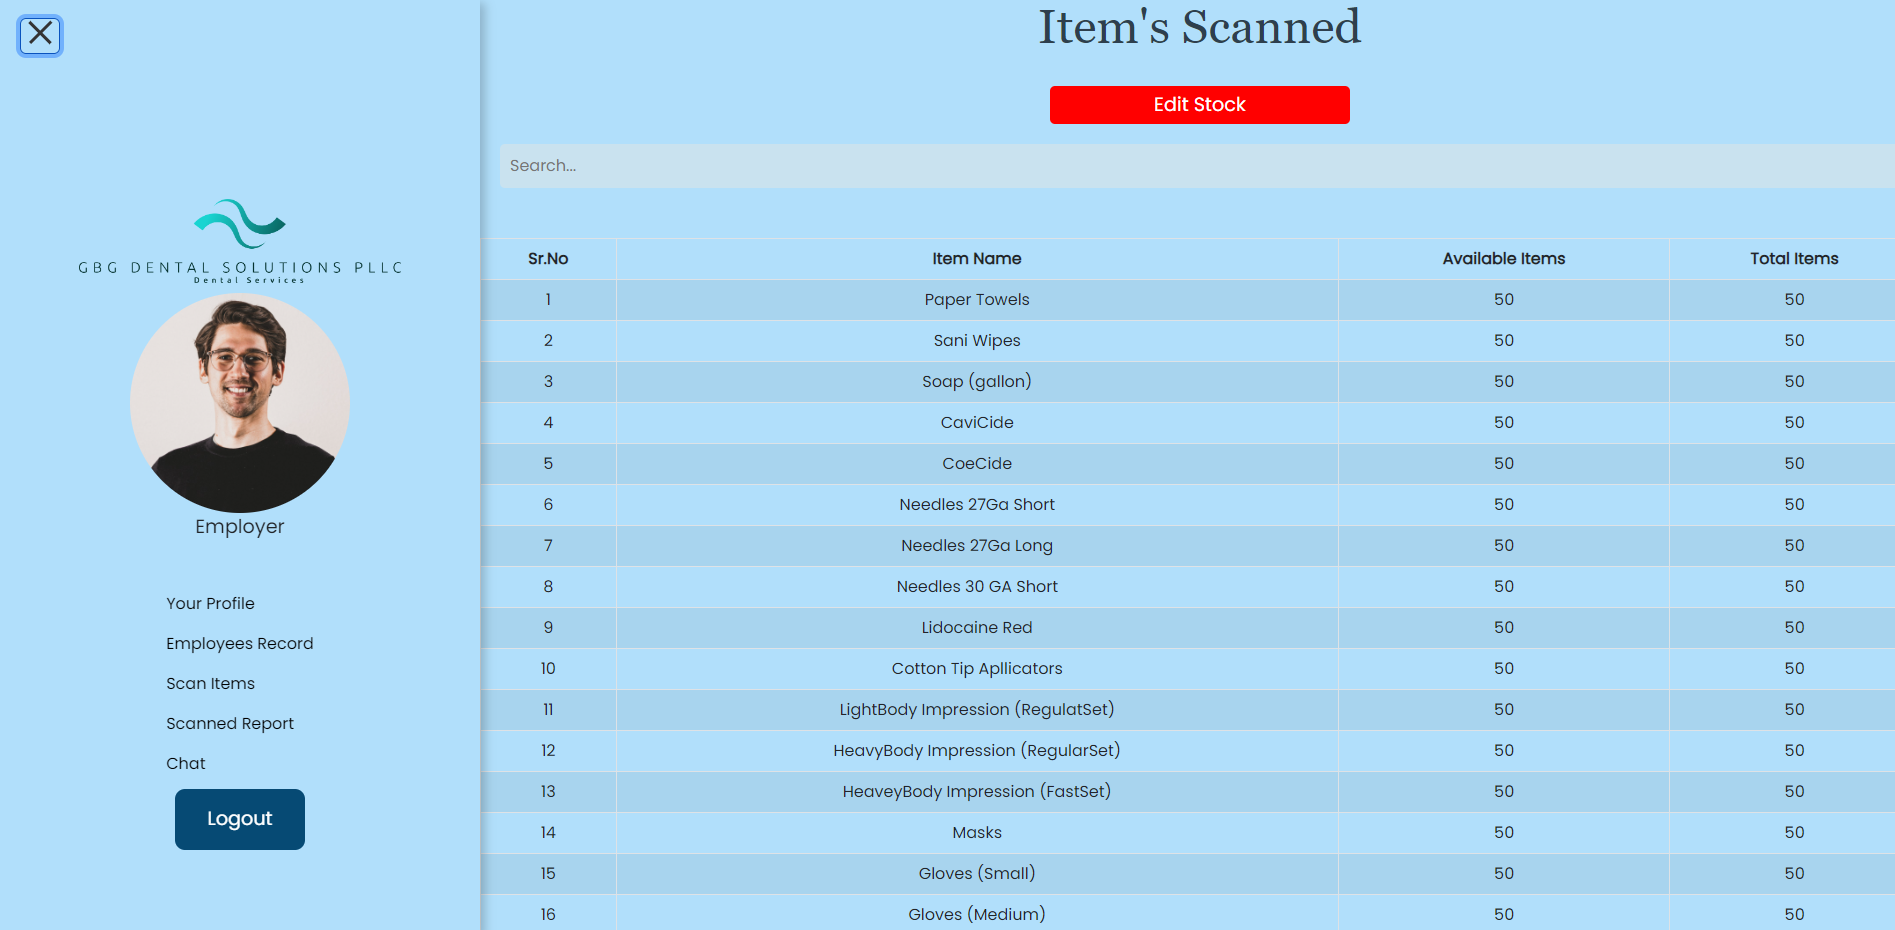 GBG DENTAL SOLUTIONS PLLC
Dental Services
Employer
Your Profile
Employees Record
Scan Items
Scanned Report
Chat
Logout
Item's Scanned
Edit Stock
Search...
Sr.No Item Name Available Items Total Items
1 Paper Towels 50 50
2 Sani Wipes 50 50
3 Soap (gallon) 50 50
4 CaviCide 50 50
5 CoeCide 50 50
6 Needles 27Ga Short 50 50
7 Needles 27Ga Long 50 50
8 Needles 30 GA Short 50 50
9 Lidocaine Red 50 50
10 Cotton Tip Apllicators 50 50
11 LightBody Impression (RegulatSet) 50 50
12 HeavyBody Impression (RegularSet) 50 50
13 HeaveyBody Impression (FastSet) 50 50
14 Masks 50 50
15 Gloves (Small) 50 50
16 Gloves (Medium) 50 50